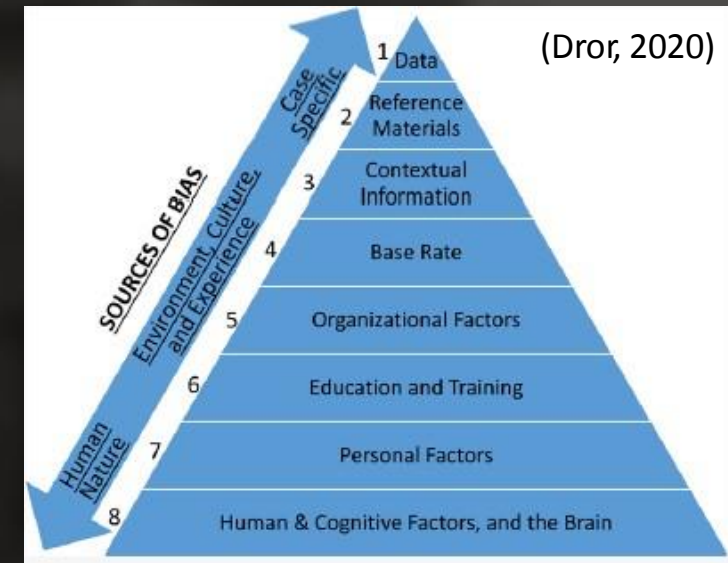 (Dror, 2020)
SOURCES OF BIAS
Case
Specific
Environment, Culture,
and Experience
Human
Nature
1
Data
2
Reference
Materials
3
Contextual
Information
4
Base Rate
5
Organizational Factors
6
Education and Training
7
Personal Factors
8
Human & Cognitive Factors, and the Brain